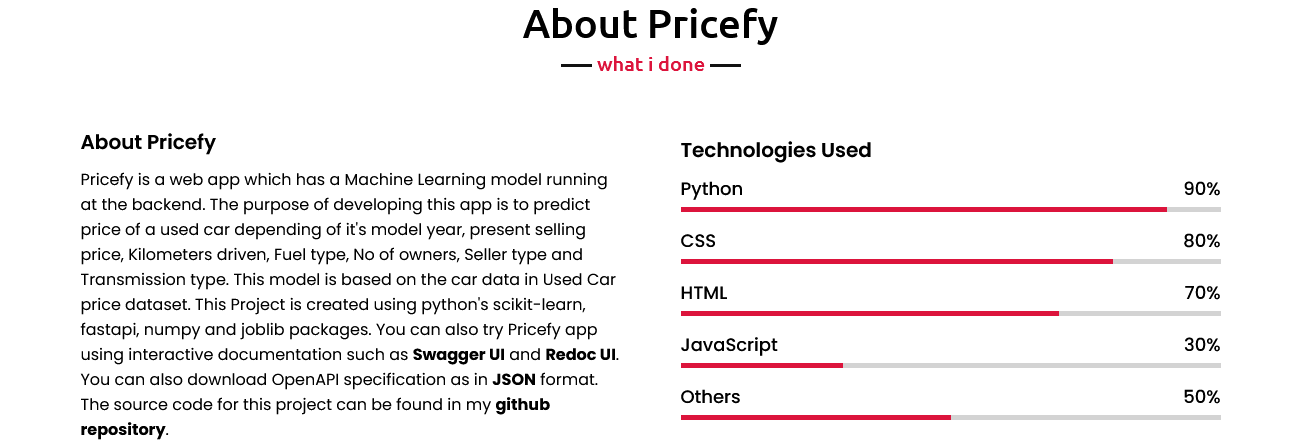 About Pricefy
what i done
About Pricefy
Pricefy is a web app which has a Machine Learning model running
at the backend. The purpose of developing this app is to predict
price of a used car depending of it's model year, present selling
price, Kilometers driven, Fuel type, No of owners, Seller type and
Transmission type. This model is based on the car data in Used Car
price dataset. This Project is created using python's scikit-learn,
fastapi, numpy and joblib packages. You can also try Pricefy app
using interactive documentation such as Swagger UI and Redoc UI.
You can also download OpenAPI specification as in JSON format.
The source code for this project can be found in my github
repository.
Technologies Used
Python 90%
CSS 80%
HTML 70%
JavaScript 30%
Others 50%